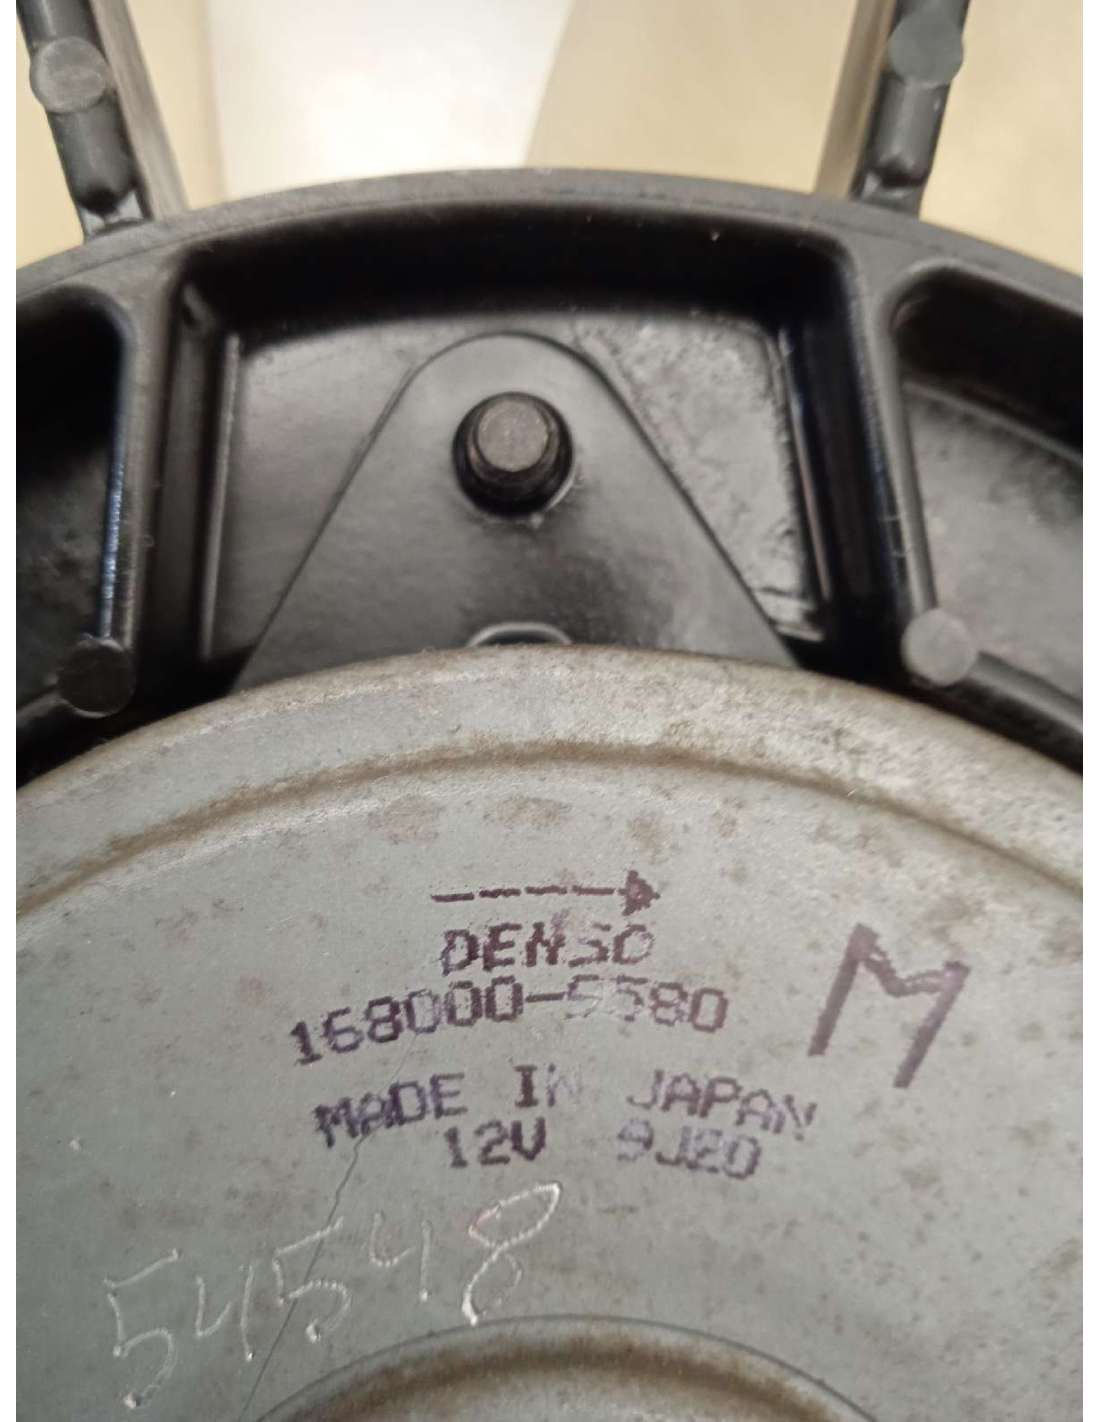 DENSO
168000-5580
M
MADE IN JAPAN
12V 9J20
54548